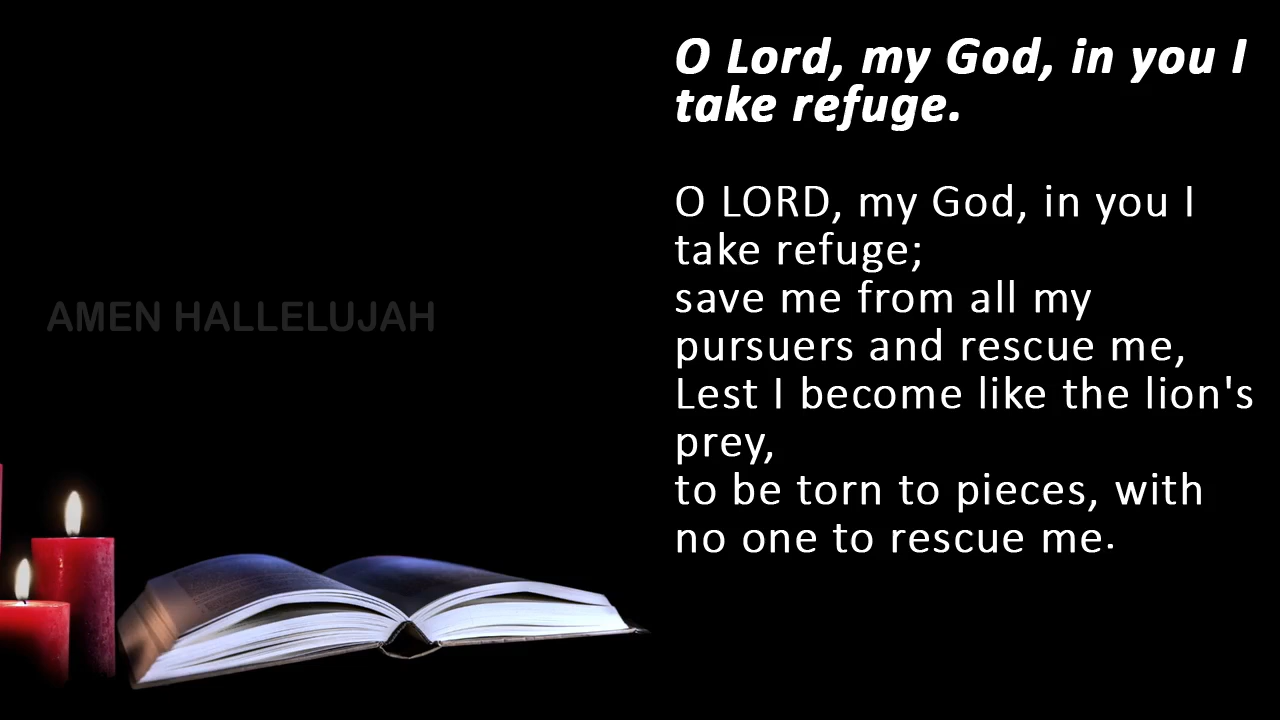 O Lord, my God, in you I
take refuge.
O LORD, my God, in you I
take refuge;
save me from all my
pursuers and rescue me,
Lest I become like the lion's
prey,
to be torn to pieces, with
no one to rescue me.
AMEN HALLELUJAH